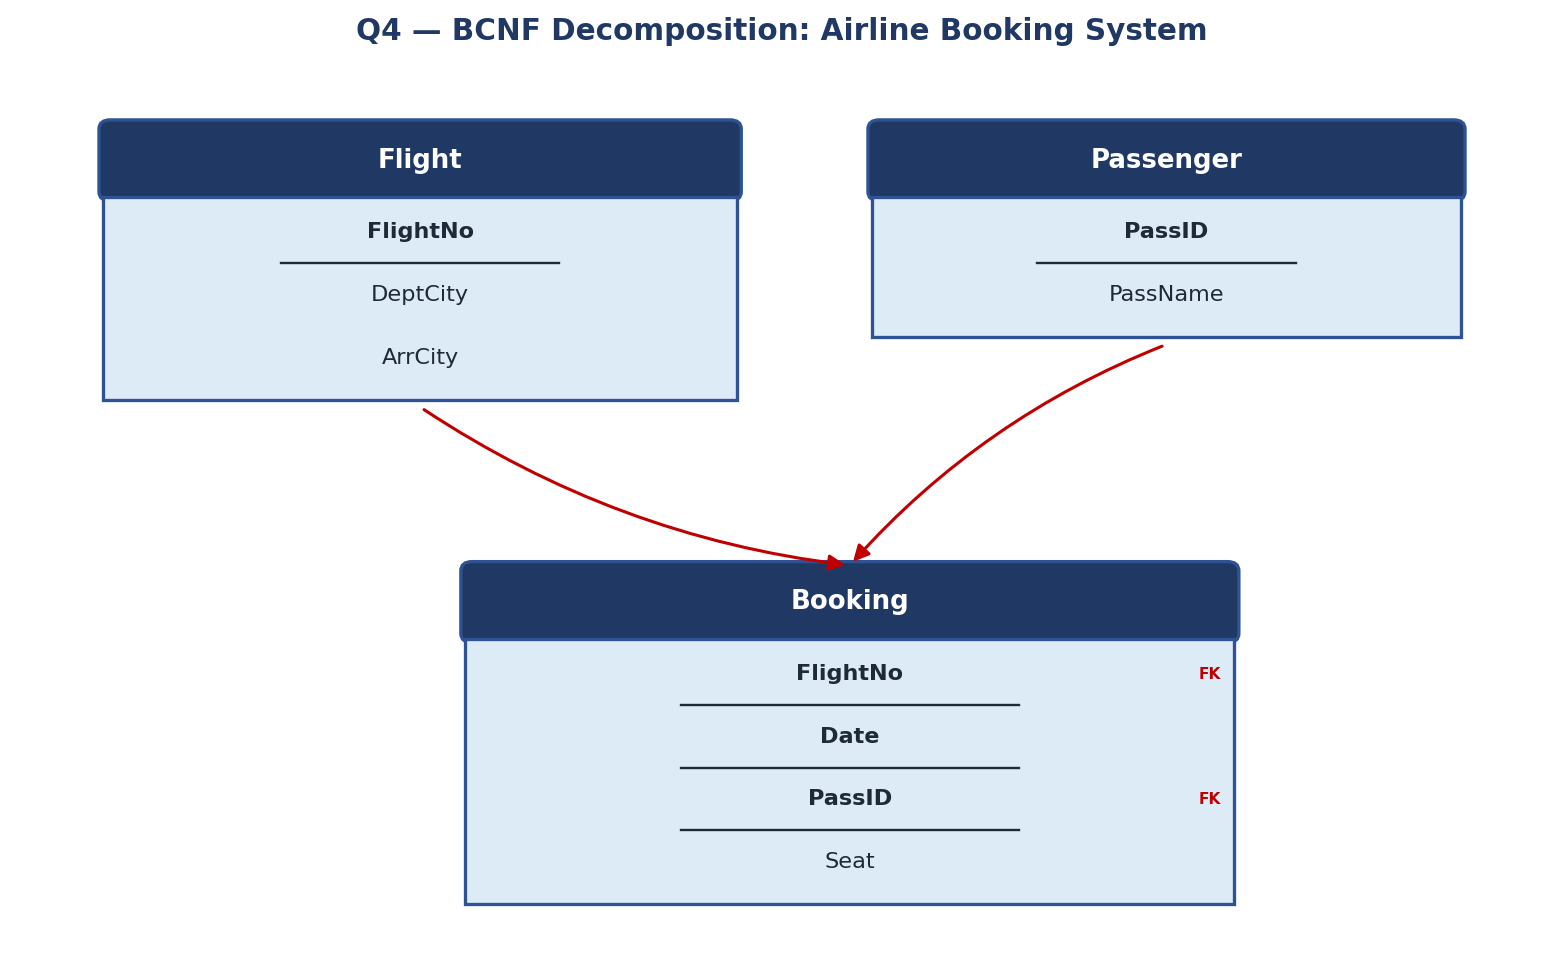 Q4 — BCNF Decomposition: Airline Booking System
Flight
FlightNo
DeptCity
ArrCity
Passenger
PassID
PassName
Booking
FlightNo FK
Date
PassID FK
Seat